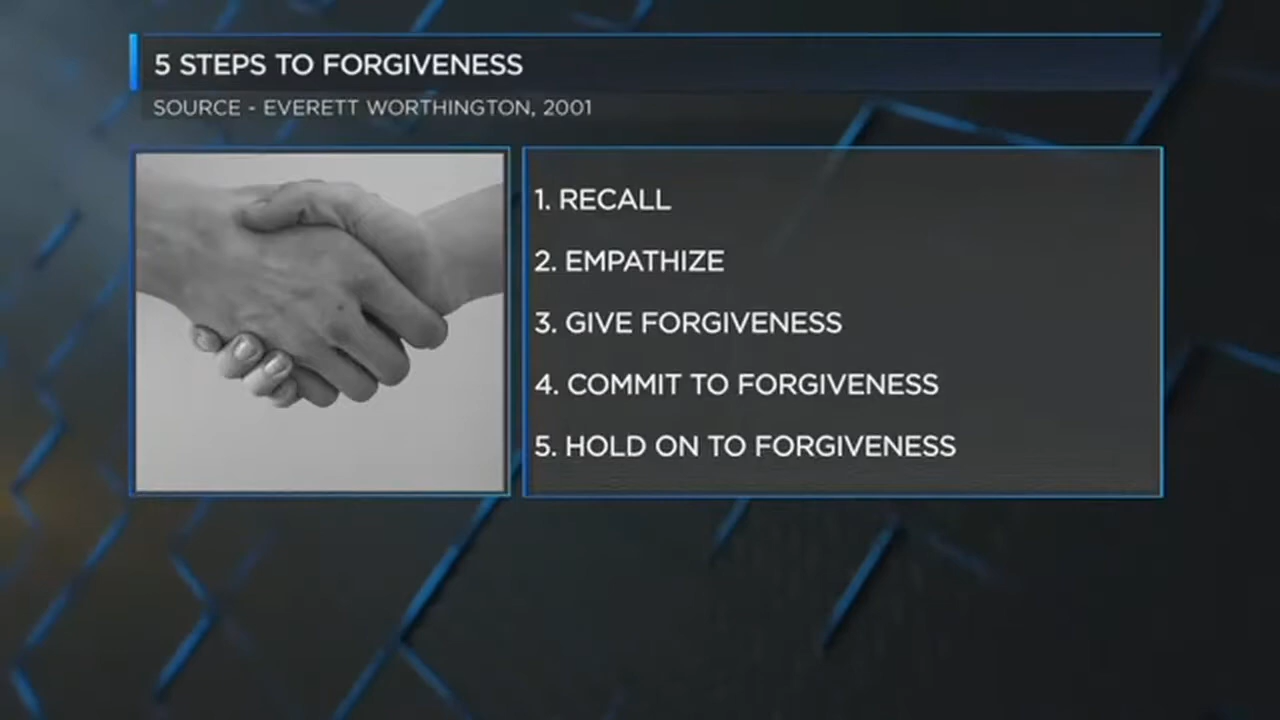 5 STEPS TO FORGIVENESS
SOURCE - EVERETT WORTHINGTON, 2001
1. RECALL
2. EMPATHIZE
3. GIVE FORGIVENESS
4. COMMIT TO FORGIVENESS
5. HOLD ON TO FORGIVENESS